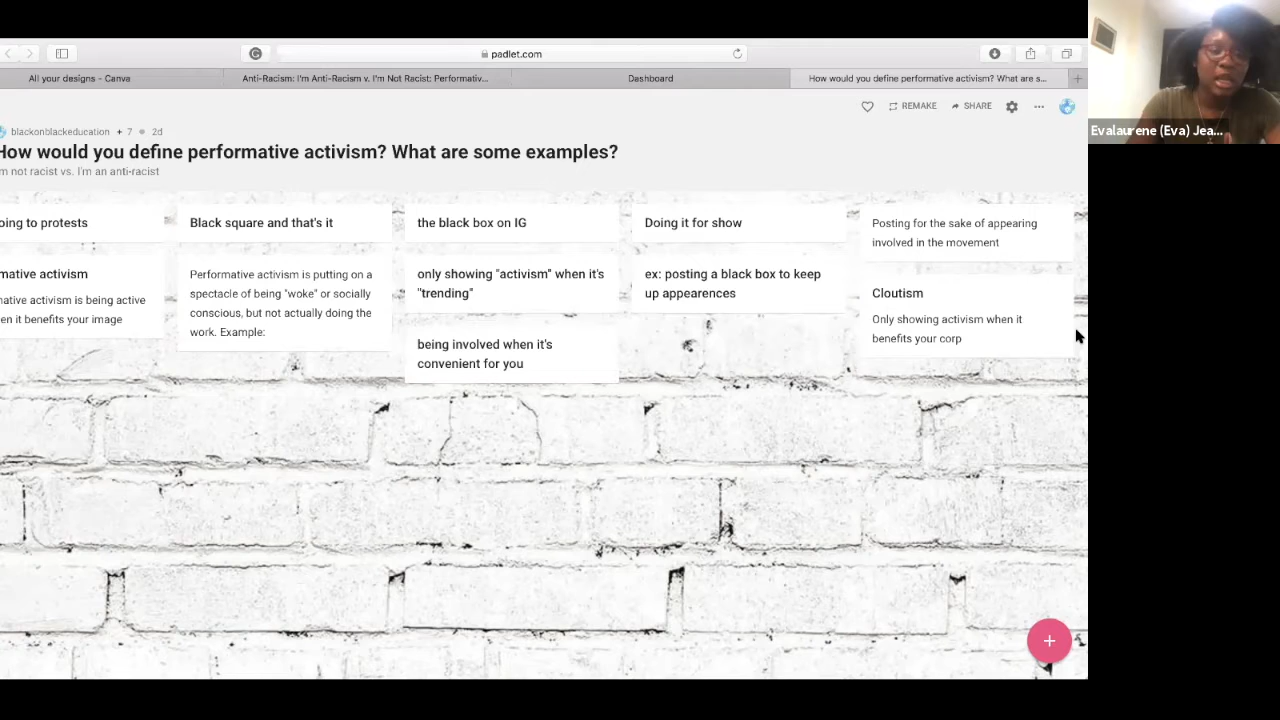 padlet.com
All your designs - Canva
Anti-Racism: I'm Anti-Racism v. I'm Not Racist: Performativ...
Dashboard
How would you define performative activism? What are s...
REMAKE
SHARE
blackonblackeducation + 7 2d
How would you define performative activism? What are some examples?
I'm not racist vs. I'm an anti-racist
oing to protests
mative activism
native activism is being active
en it benefits your image
Black square and that's it
Performative activism is putting on a
spectacle of being "woke" or socially
conscious, but not actually doing the
work. Example:
the black box on IG
only showing "activism" when it's
"trending"
being involved when it's
convenient for you
Doing it for show
ex: posting a black box to keep
up appearences
Posting for the sake of appearing
involved in the movement
Cloutism
Only showing activism when it
benefits your corp
Evalaurene (Eva) Jea...